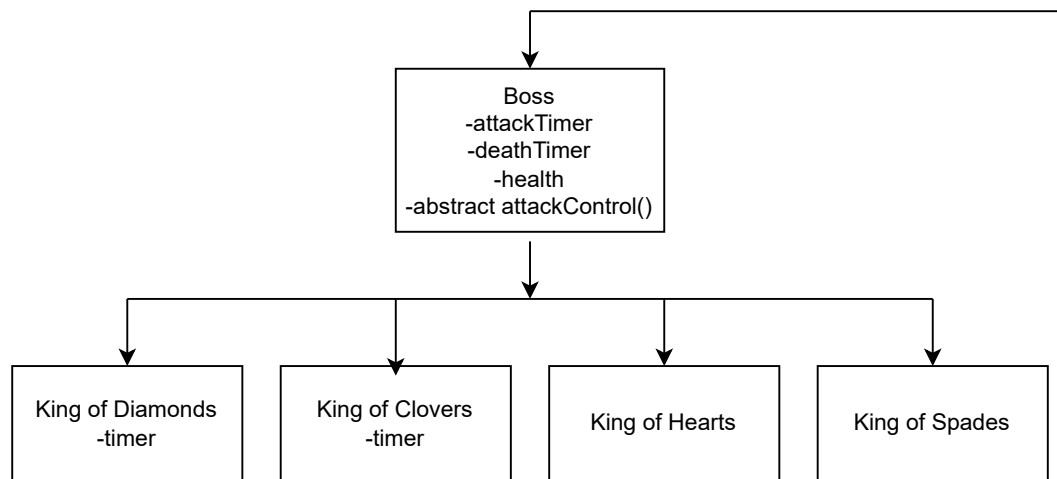 Boss
-attackTimer
-deathTimer
-health
-abstract attackControl()
King of Diamonds
-timer
King of Clovers
-timer
King of Hearts
King of Spades